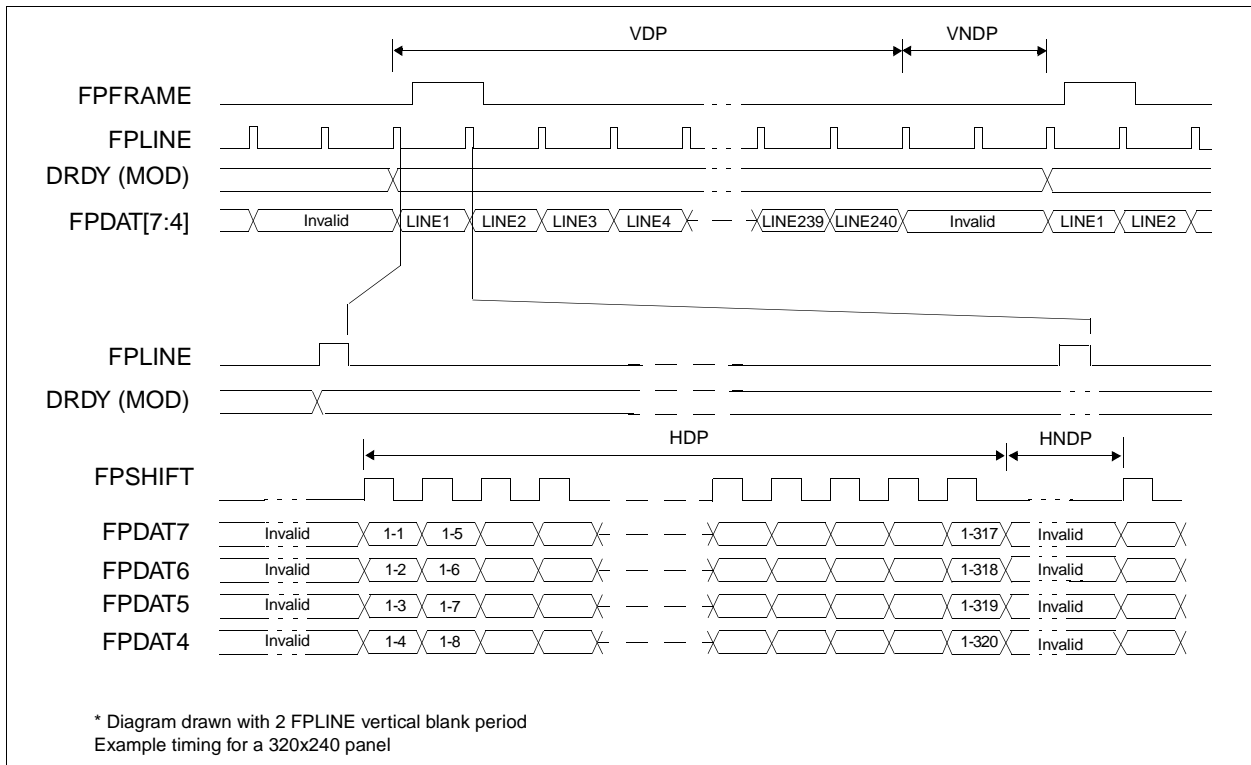 VDP VNDP
FPFRAME
FPLINE
DRDY (MOD)
FPDAT[7:4] Invalid LINE1 LINE2 LINE3 LINE4 LINE239 LINE240 Invalid LINE1 LINE2
FPLINE
DRDY (MOD)
HDP HNDP
FPSHIFT
FPDAT7 Invalid 1-1 1-5 1-317 Invalid
FPDAT6 Invalid 1-2 1-6 1-318 Invalid
FPDAT5 Invalid 1-3 1-7 1-319 Invalid
FPDAT4 Invalid 1-4 1-8 1-320 Invalid
* Diagram drawn with 2 FPLINE vertical blank period
Example timing for a 320x240 panel